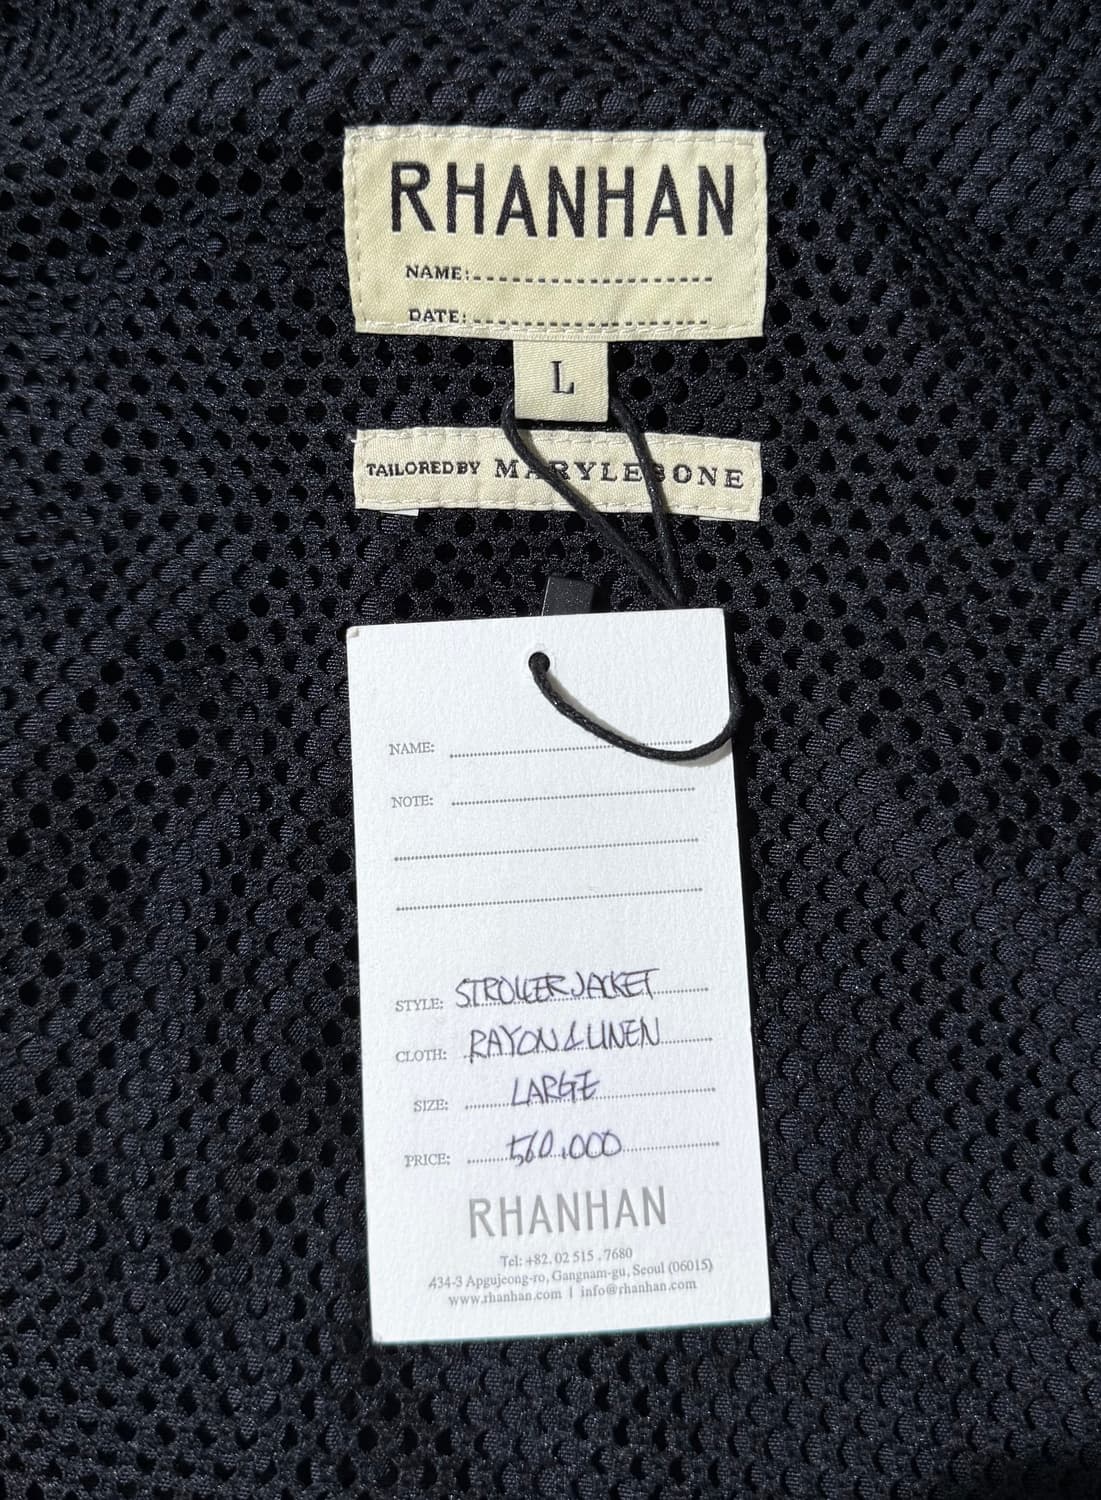 RHANHAN
NAME:
DATE:
L
TAILORED BY MARYLEBONE
NAME:
NOTE:
STYLE: STROLLER JACKET
CLOTH: RAYON & LINEN
SIZE: LARGE
PRICE: 560.000
RHANHAN
Tel: +82. 02 515 . 7680
434-3 Apgujeong-ro, Gangnam-gu, Seoul (06015)
www.rhanhan.com | info@rhanhan.com